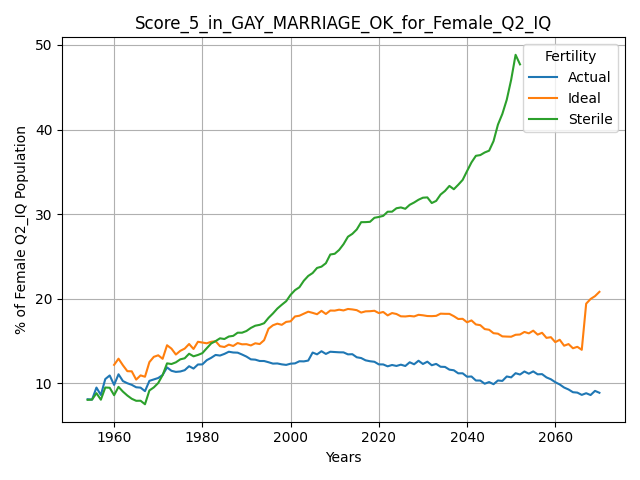 Score_5_in_GAY_MARRIAGE_OK_for_Female_Q2_IQ
% of Female Q2_IQ Population
50
40
30
20
10
Fertility
Actual
Ideal
Sterile
1960 1980 2000 2020 2040 2060
Years